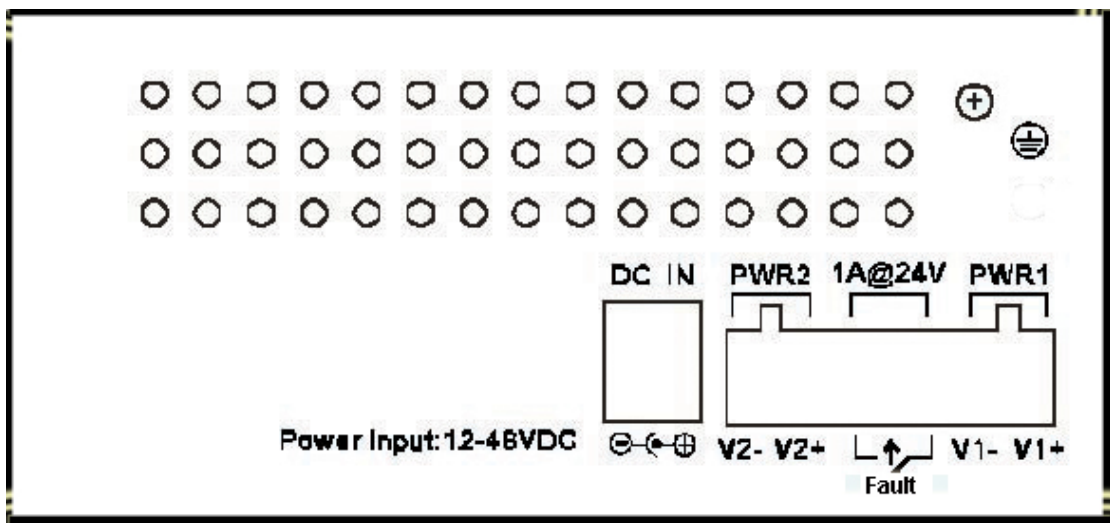 DC IN PWR2 1A@24V PWR1
Power Input:12-48VDC
V2- V2+ V1- V1+
Fault